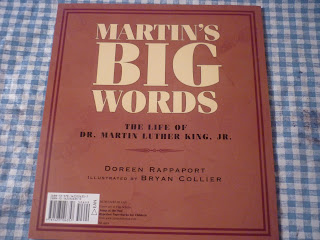 MARTIN'S
BIG
WORDS
THE LIFE OF
DR. MARTIN LUTHER KING, JR.
DOREEN RAPPAPORT
ILLUSTRATED BY BRYAN COLLIER